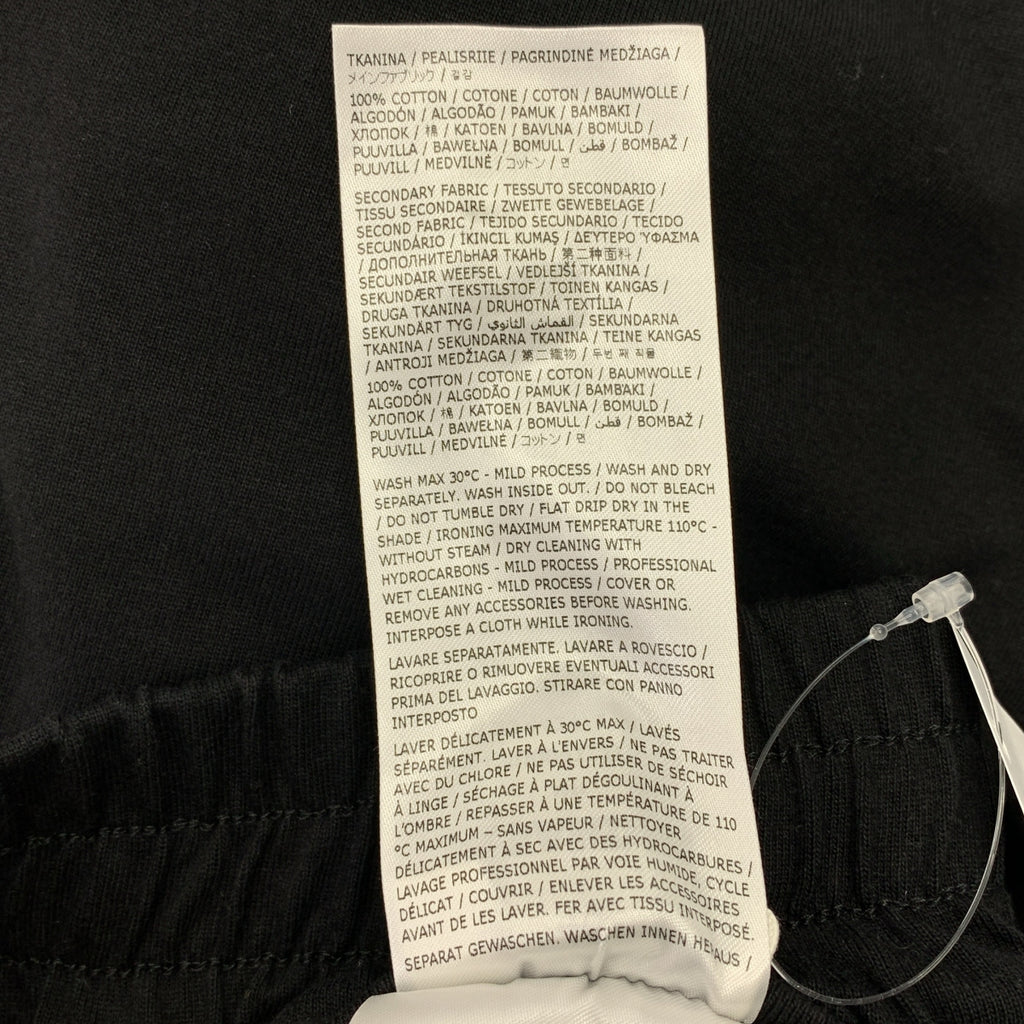 TKANINA / PEALISRIIE / PAGRINDINĖ MEDŽIAGA /
メインファブリック / 겉감
100% COTTON / COTONE / COTON / BAUMWOLLE /
ALGODÓN / ALGODÃO / PAMUK / BAMBAKI /
ХЛОПОК / 棉 / KATOEN / BAVLNA / BOMULD /
PUUVILLA / BAWEŁNA / BOMULL / قطن / BOMBAŽ /
PUUVILL / MEDVILNĖ / コットン / 면
SECONDARY FABRIC / TESSUTO SECONDARIO /
TISSU SECONDAIRE / ZWEITE GEWEBELAGE /
SECOND FABRIC / TEJIDO SECUNDARIO / TECIDO
SECUNDÁRIO / İKINCIL KUMAŞ / ΔΕΥΤΕΡΟ ΎΦΑΣΜΑ
/ ДОПОЛНИТЕЛЬНАЯ ТКАНЬ / 第二种面料 /
SECUNDAIR WEEFSEL / VEDLEJŠÍ TKANINA /
SEKUNDÆRT TEKSTILSTOF / TOINEN KANGAS /
DRUGA TKANINA / DRUHOTNÁ TEXTÍLIA /
SEKUNDÄRT TYG / القماش الثانوي / SEKUNDARNA
TKANINA / SEKUNDARNA TKANINA / TEINE KANGAS
/ ANTROJI MEDŽIAGA / 第二織物 / 두번 째 직물
100% COTTON / COTONE / COTON / BAUMWOLLE /
ALGODÓN / ALGODÃO / PAMUK / BAMBAKI /
ХЛОПОК / 棉 / KATOEN / BAVLNA / BOMULD /
PUUVILLA / BAWEŁNA / BOMULL / قطن / BOMBAŽ /
PUUVILL / MEDVILNĖ / コットン / 면
WASH MAX 30°C - MILD PROCESS / WASH AND DRY
SEPARATELY. WASH INSIDE OUT. / DO NOT BLEACH
/ DO NOT TUMBLE DRY / FLAT DRIP DRY IN THE
SHADE / IRONING MAXIMUM TEMPERATURE 110°C -
WITHOUT STEAM / DRY CLEANING WITH
HYDROCARBONS - MILD PROCESS / PROFESSIONAL
WET CLEANING - MILD PROCESS / COVER OR
REMOVE ANY ACCESSORIES BEFORE WASHING.
INTERPOSE A CLOTH WHILE IRONING.
LAVARE SEPARATAMENTE. LAVARE A ROVESCIO /
RICOPRIRE O RIMUOVERE EVENTUALI ACCESSORI
PRIMA DEL LAVAGGIO. STIRARE CON PANNO
INTERPOSTO
LAVER DÉLICATEMENT À 30°C MAX / LAVÉS
SÉPARÉMENT. LAVER À L'ENVERS / NE PAS TRAITER
AVEC DU CHLORE / NE PAS UTILISER DE SÉCHOIR
À LINGE / SÉCHAGE À PLAT DÉGOULINANT À
L'OMBRE / REPASSER À UNE TEMPÉRATURE DE 110
°C MAXIMUM – SANS VAPEUR / NETTOYER
DÉLICATEMENT À SEC AVEC DES HYDROCARBURES /
LAVAGE PROFESSIONNEL PAR VOIE HUMIDE, CYCLE
DÉLICAT / COUVRIR / ENLEVER LES ACCESSOIRES
AVANT DE LES LAVER. FER AVEC TISSU INTERPOSÉ.
SEPARAT GEWASCHEN. WASCHEN INNEN HERAUS /